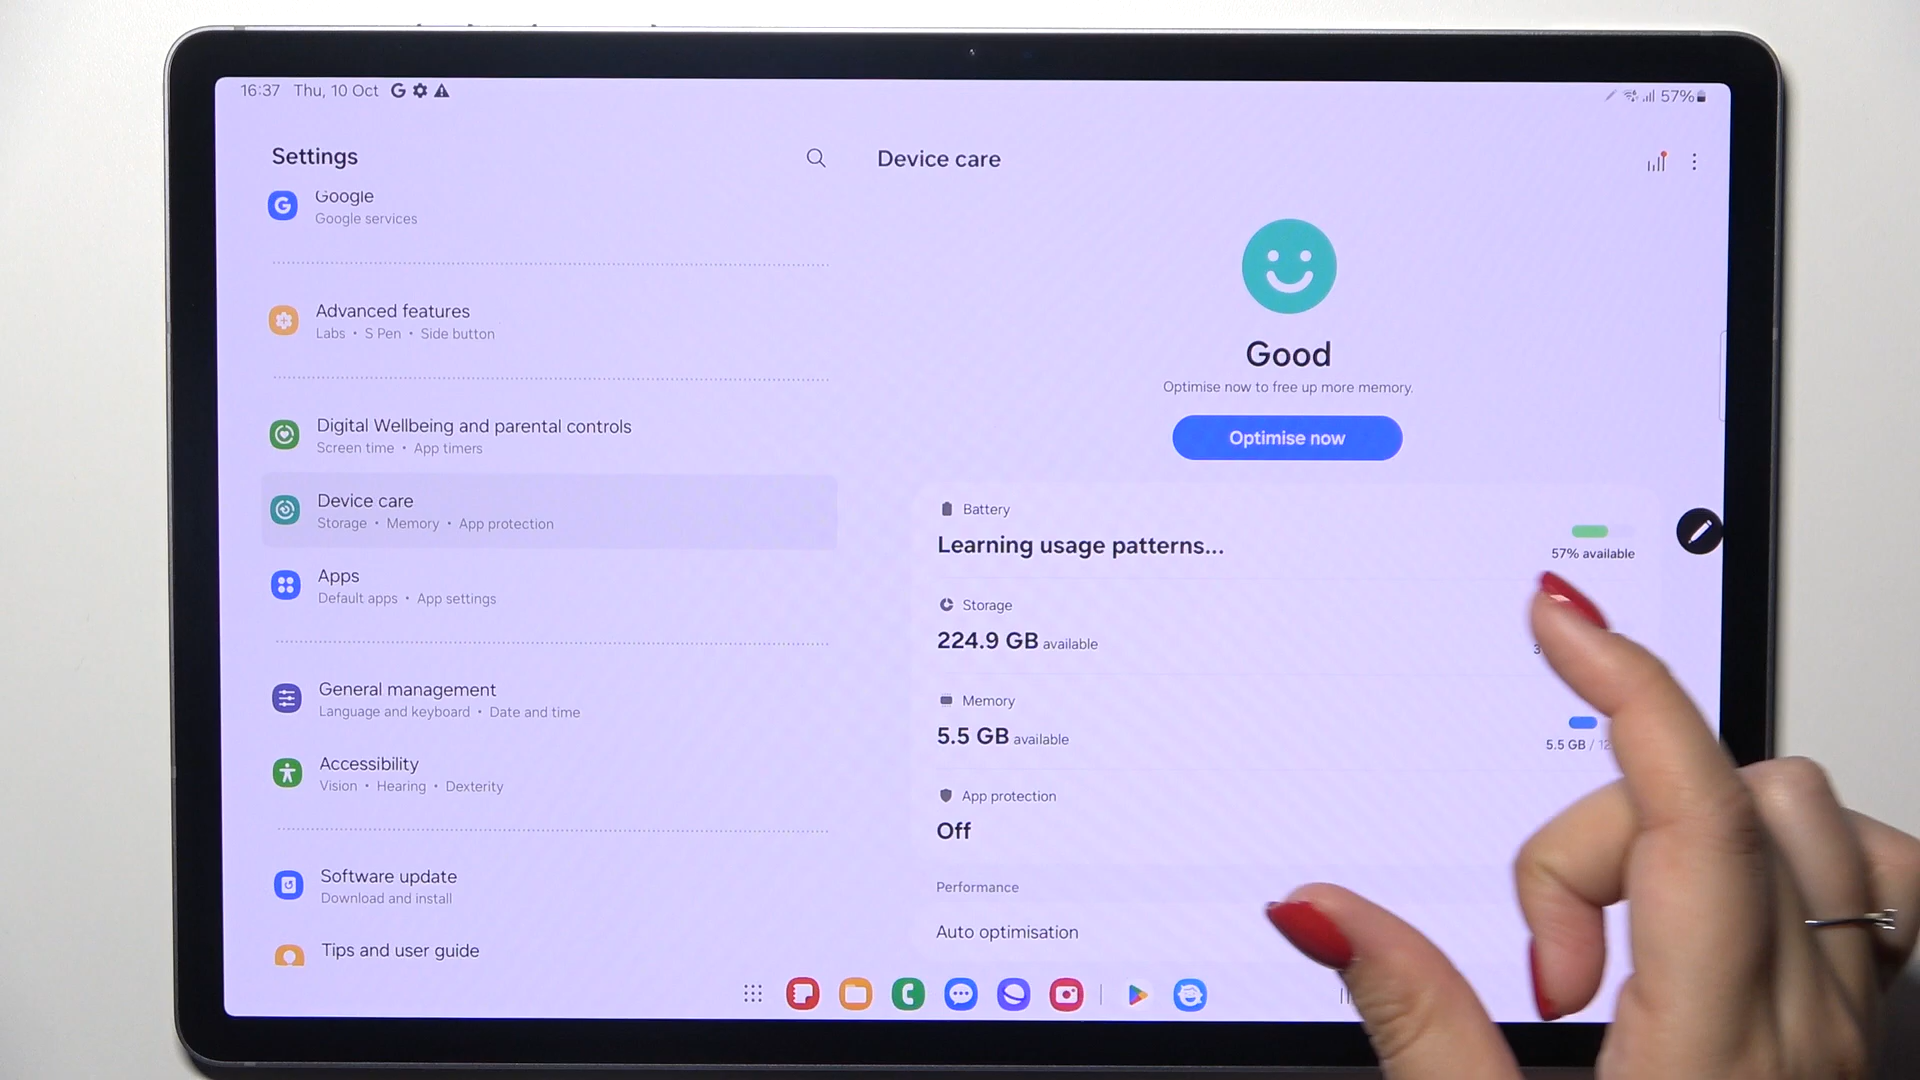 16:37 Thu, 10 Oct G
57%
Settings
Device care
Google
Google services
Advanced features
Labs • S Pen • Side button
Digital Wellbeing and parental controls
Screen time • App timers
Device care
Storage • Memory • App protection
Apps
Default apps • App settings
General management
Language and keyboard • Date and time
Accessibility
Vision • Hearing • Dexterity
Software update
Download and install
Tips and user guide
Good
Optimise now to free up more memory.
Optimise now
Battery
Learning usage patterns...
57% available
Storage
224.9 GB available
Memory
5.5 GB available
5.5 GB / 12
App protection
Off
Performance
Auto optimisation